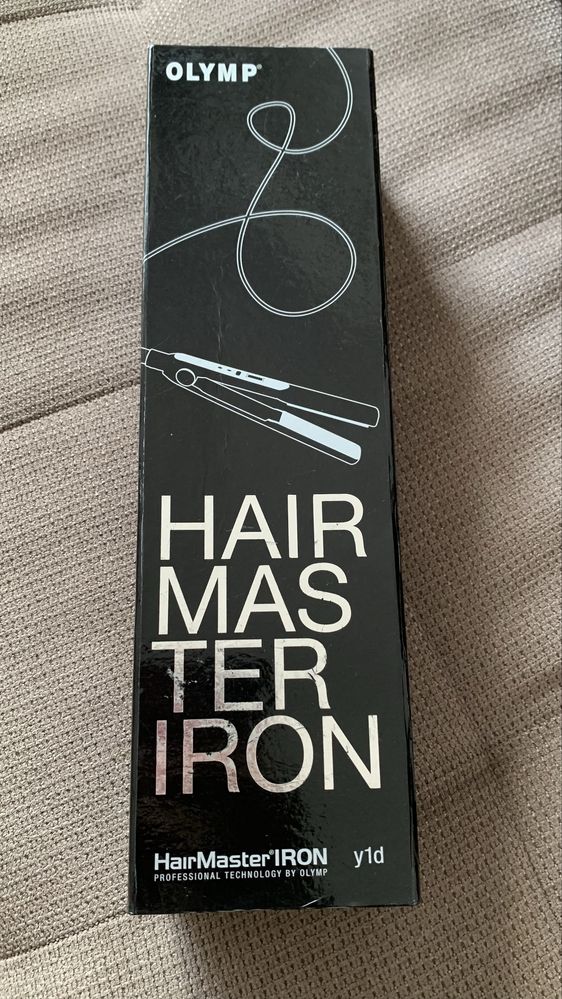 OLYMP®
HAIR
MAS
TER
IRON
HairMaster®IRON y1d
PROFESSIONAL TECHNOLOGY BY OLYMP